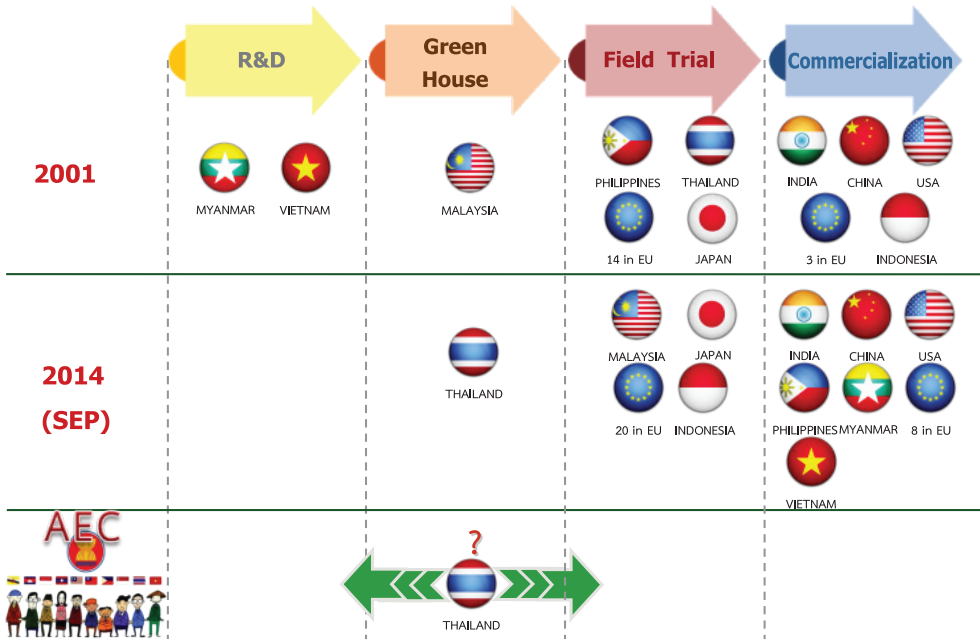 R&D
Green
House
Field Trial
Commercialization
2001
MYANMAR
VIETNAM
MALAYSIA
PHILIPPINES
THAILAND
14 in EU
JAPAN
INDIA
CHINA
USA
3 in EU
INDONESIA
2014
(SEP)
THAILAND
MALAYSIA
JAPAN
20 in EU
INDONESIA
INDIA
CHINA
USA
PHILIPPINES
MYANMAR
8 in EU
VIETNAM
AEC
?
THAILAND